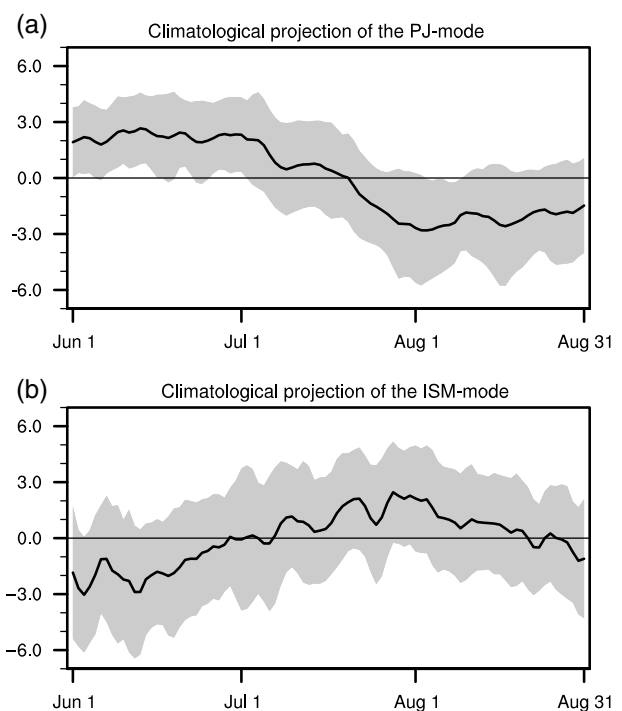 (a)
Climatological projection of the PJ-mode
6.0
3.0
0.0
-3.0
-6.0
Jun 1 Jul 1 Aug 1 Aug 31
(b)
Climatological projection of the ISM-mode
6.0
3.0
0.0
−3.0
−6.0
Jun 1 Jul 1 Aug 1 Aug 31